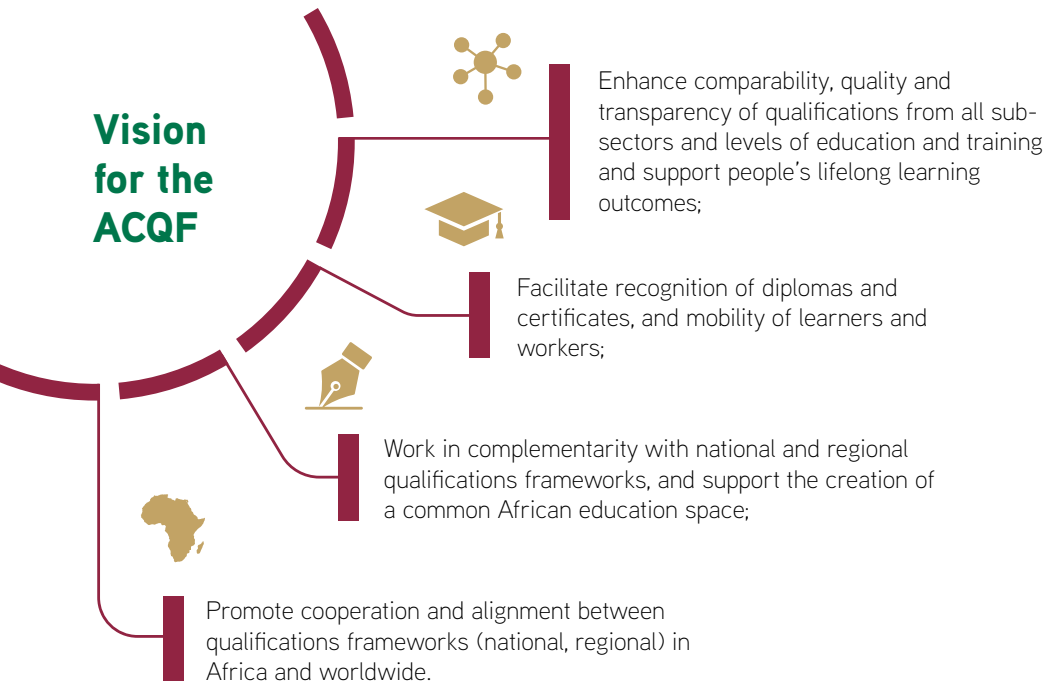 Vision
for the
ACQF
Enhance comparability, quality and
transparency of qualifications from all sub-
sectors and levels of education and training
and support people’s lifelong learning
outcomes;
Facilitate recognition of diplomas and
certificates, and mobility of learners and
workers;
Work in complementarity with national and regional
qualifications frameworks, and support the creation of
a common African education space;
Promote cooperation and alignment between
qualifications frameworks (national, regional) in
Africa and worldwide.